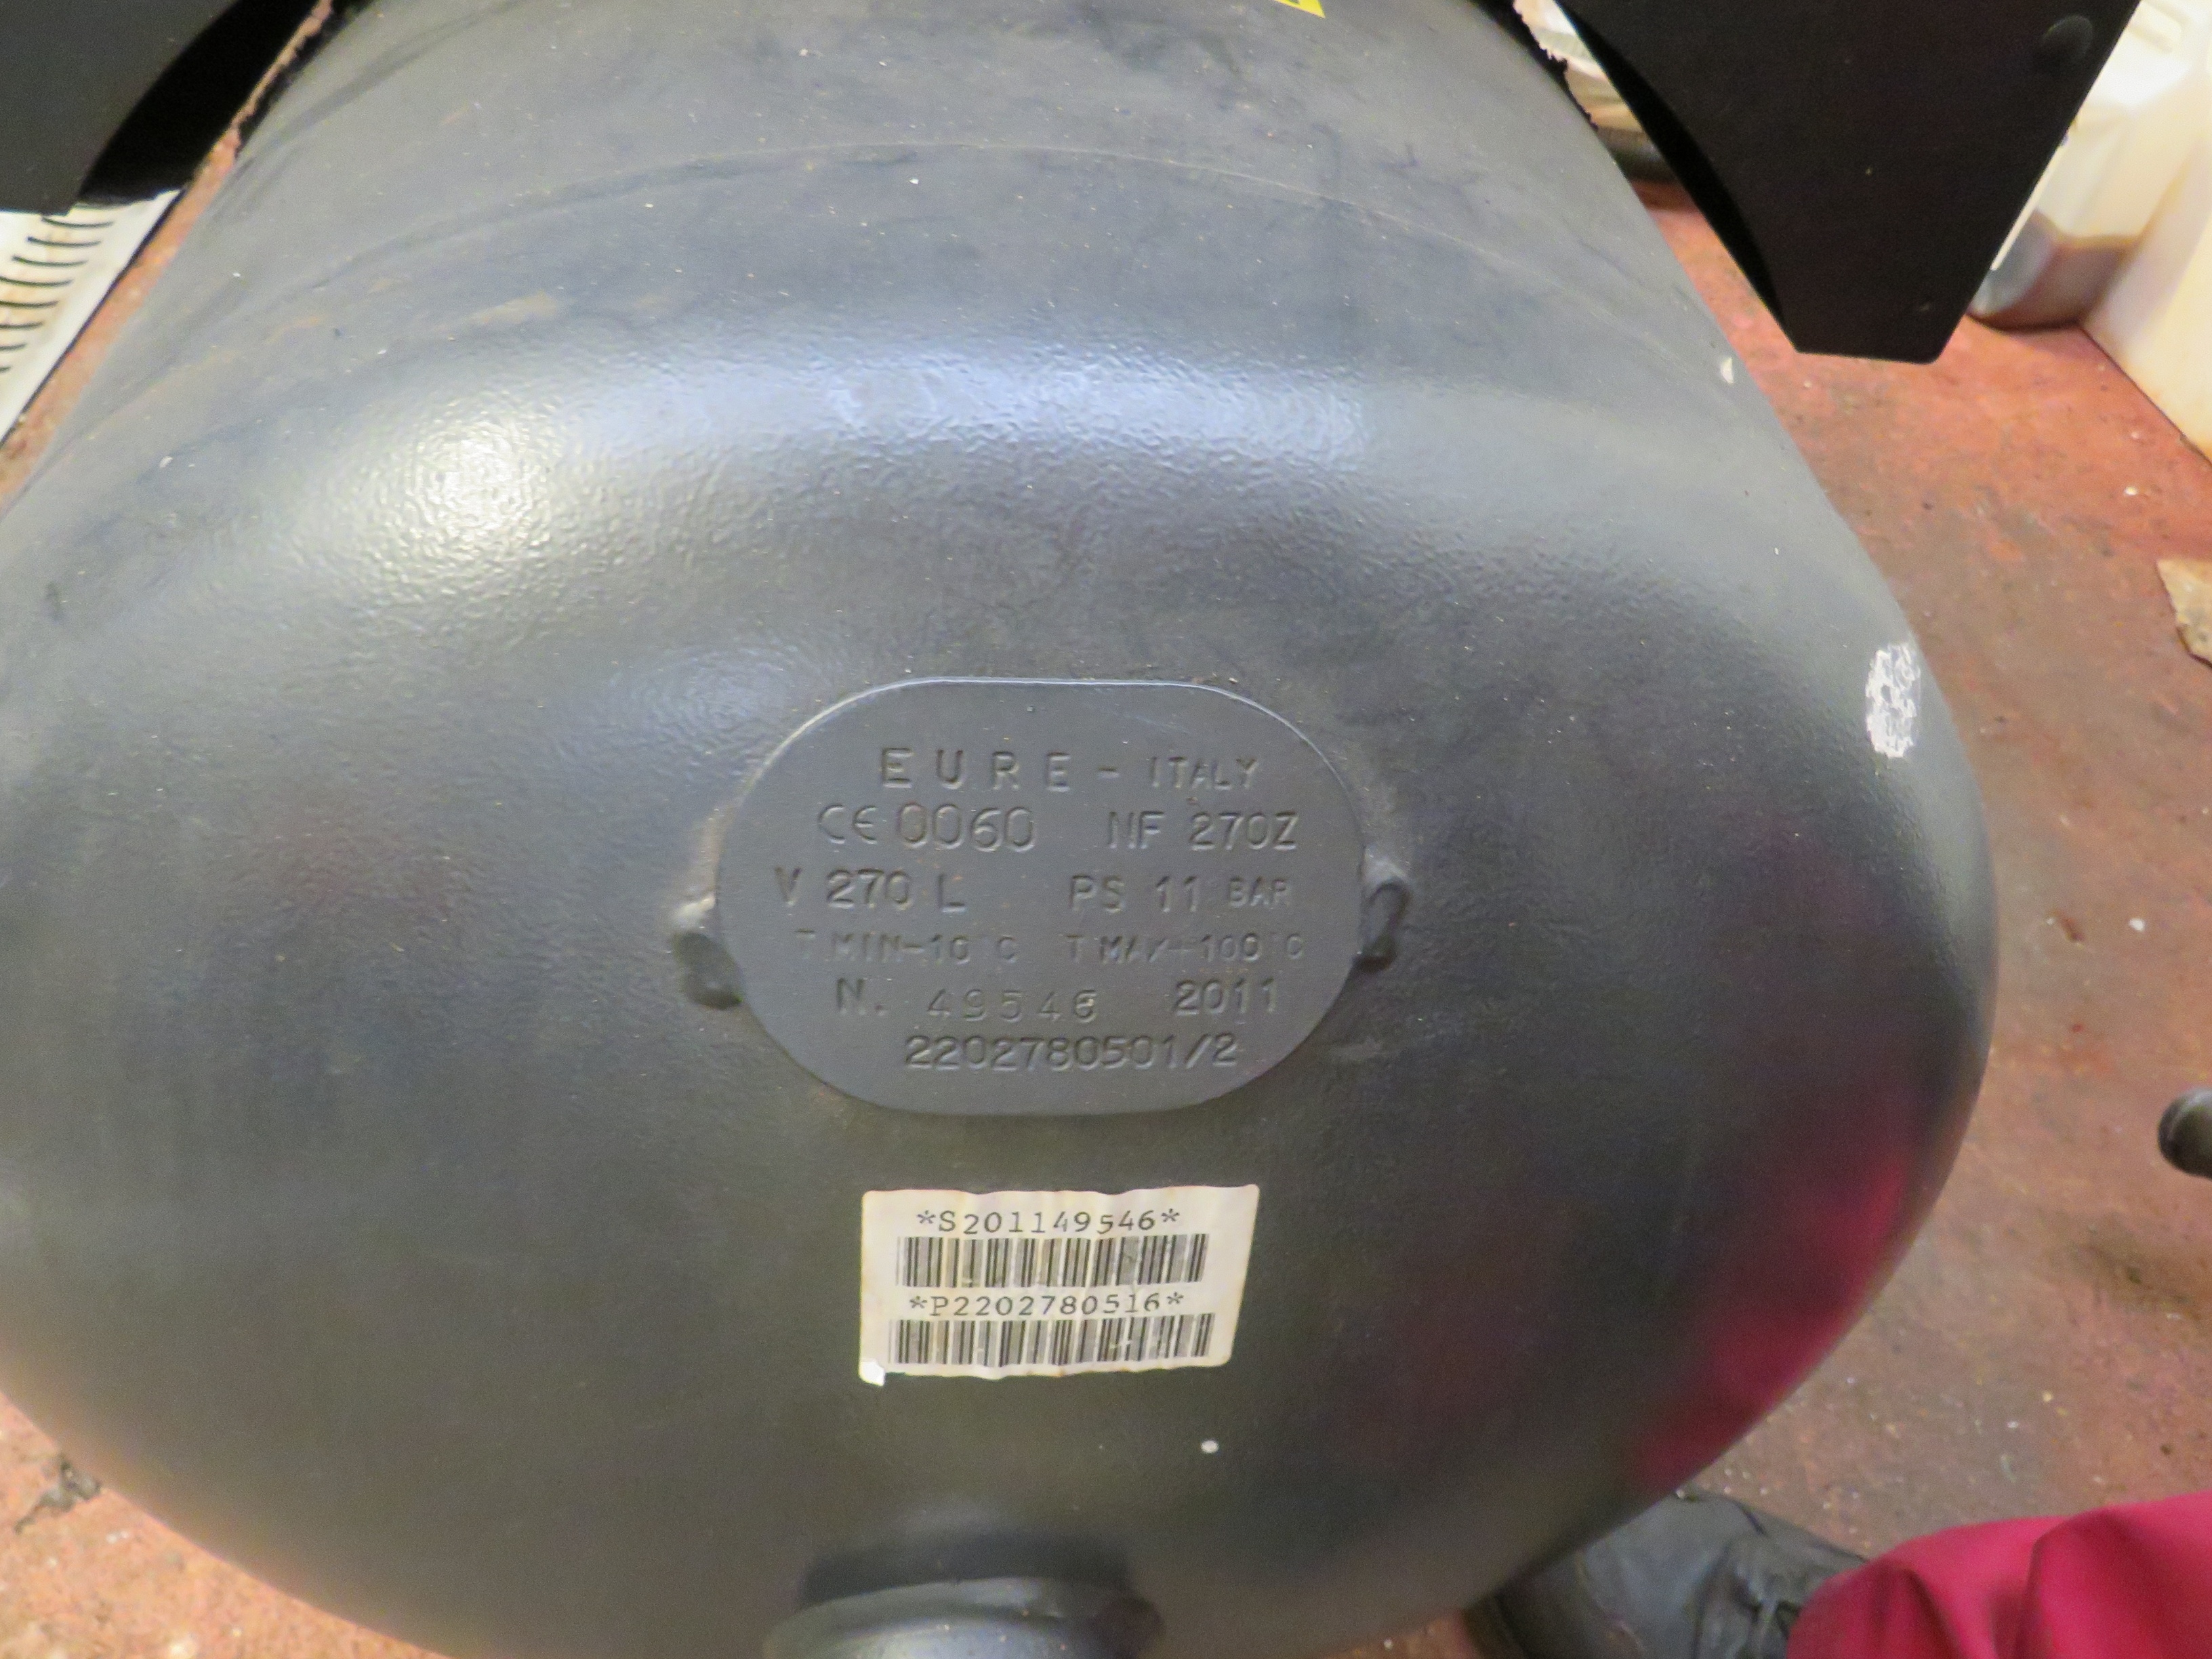 EURE - ITALY
CE 0060 NF 270Z
V 270 L PS 11 BAR
T MIN-10°C T MAX+100°C
N. 49546 2011
2202780501/2
*S201149546*
*P2202780516*